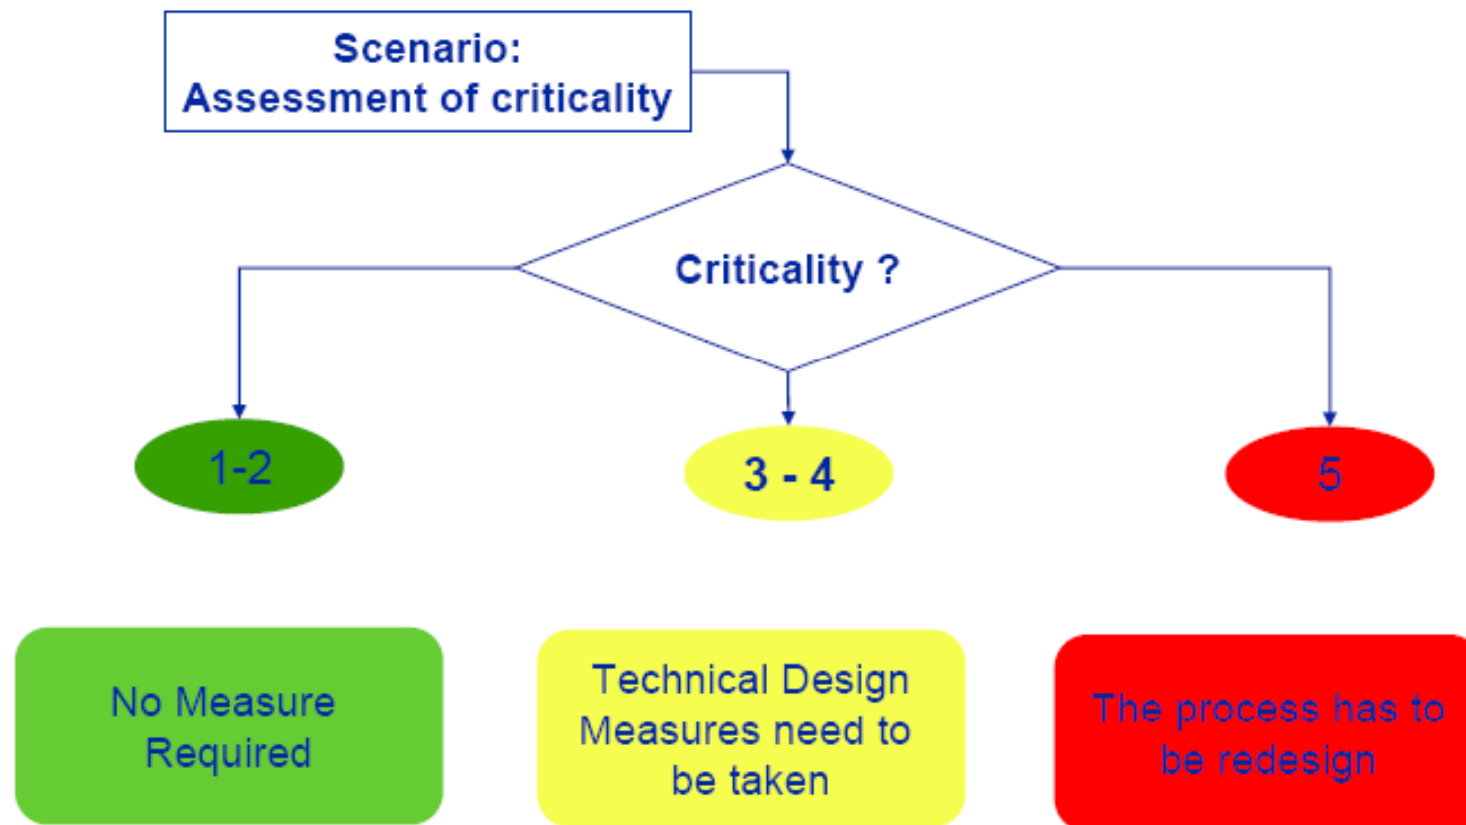 Scenario:
Assessment of criticality
Criticality ?
1-2
3 - 4
5
No Measure
Required
Technical Design
Measures need to
be taken
The process has to
be redesign